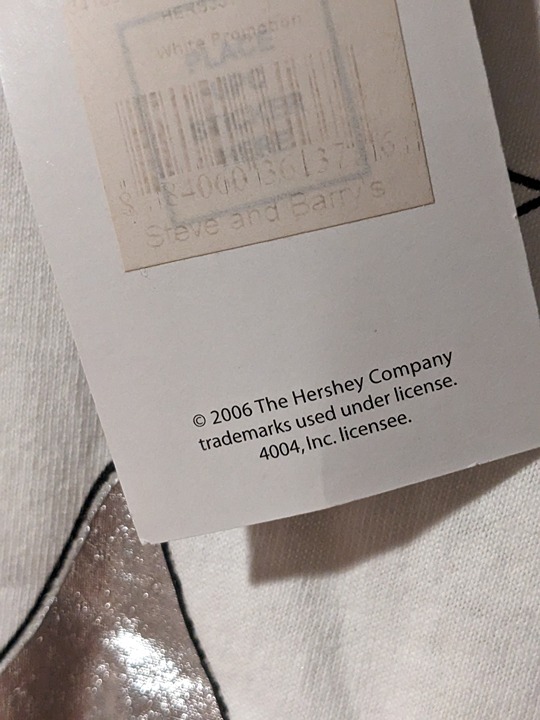 White Promotion
PLACE
Steve and Barry's
© 2006 The Hershey Company
trademarks used under license.
4004, Inc. licensee.